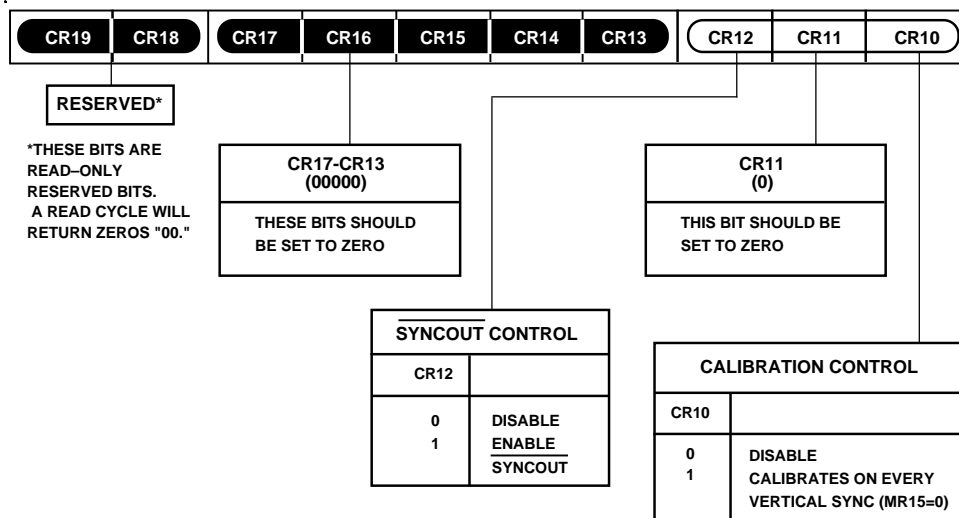 CR19 CR18 CR17 CR16 CR15 CR14 CR13 CR12 CR11 CR10
RESERVED*
*THESE BITS ARE
READ–ONLY
RESERVED BITS.
A READ CYCLE WILL
RETURN ZEROS "00."
CR17-CR13
(00000)
THESE BITS SHOULD
BE SET TO ZERO
CR11
(0)
THIS BIT SHOULD BE
SET TO ZERO
SYNCOUT CONTROL
CR12
0 DISABLE
1 ENABLE
SYNCOUT
CALIBRATION CONTROL
CR10
0 DISABLE
1 CALIBRATES ON EVERY
VERTICAL SYNC (MR15=0)